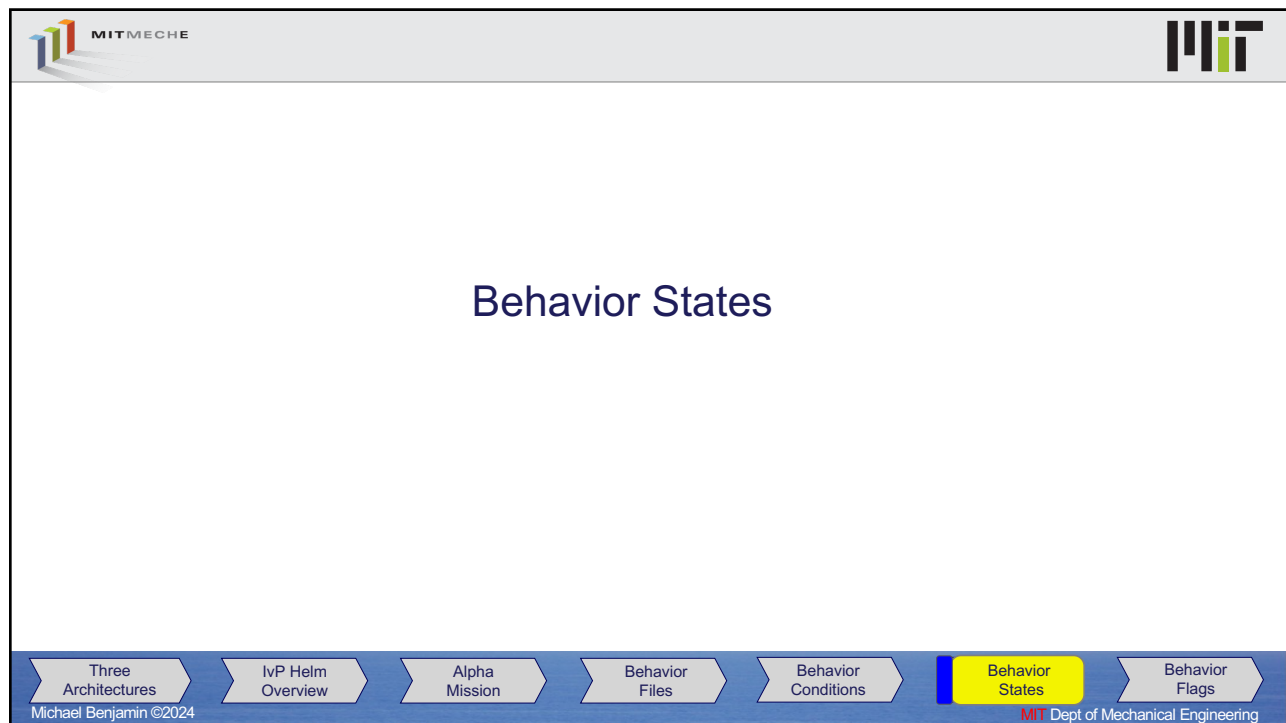 MITMECHE
MIT
Behavior States
Three
Architectures
IvP Helm
Overview
Alpha
Mission
Behavior
Files
Behavior
Conditions
Behavior
States
Behavior
Flags
Michael Benjamin ©2024
MIT Dept of Mechanical Engineering